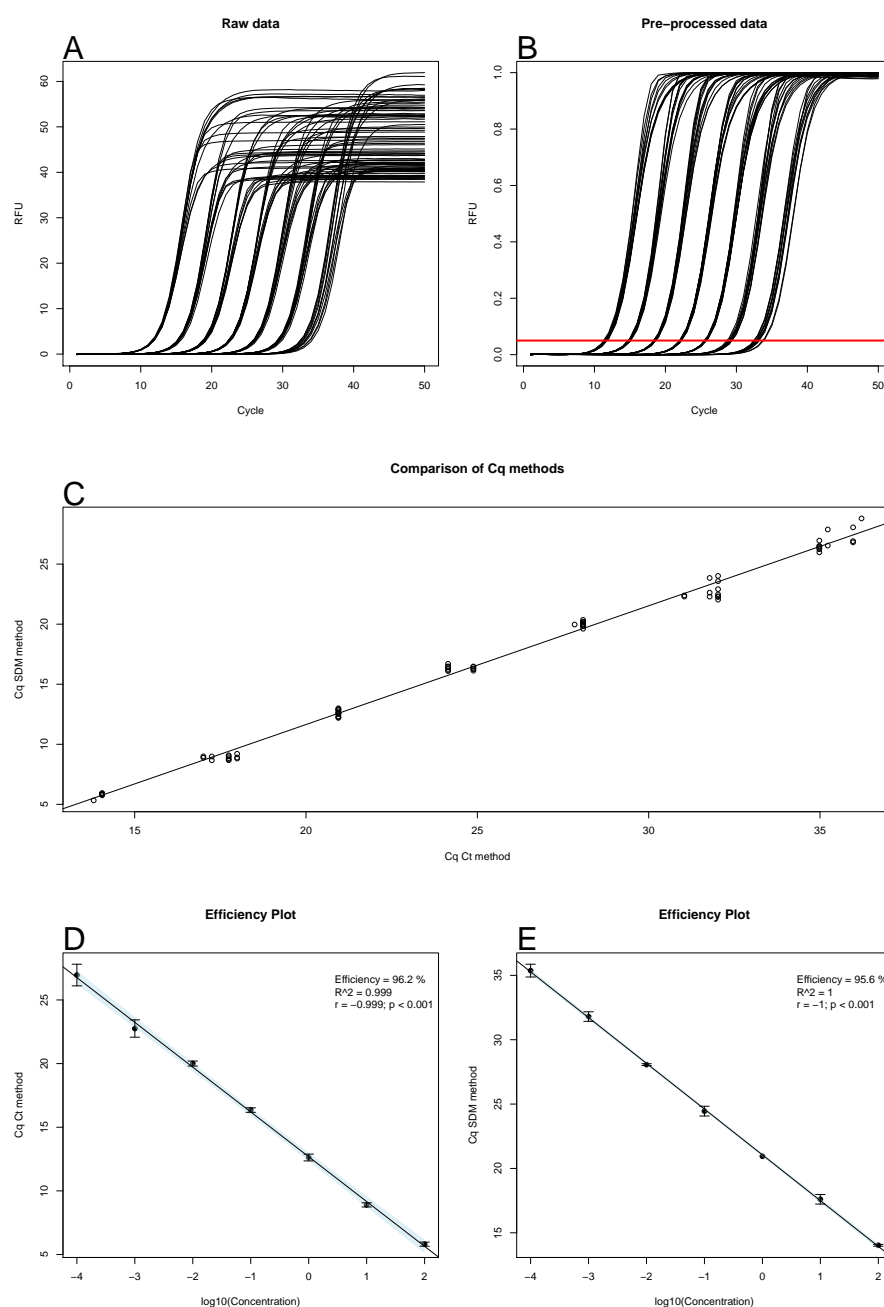 A
Raw data
RFU
60
50
40
30
20
10
0
0 10 20 30 40 50
Cycle
B
Pre−processed data
RFU
1.0
0.8
0.6
0.4
0.2
0.0
0 10 20 30 40 50
Cycle
C
Comparison of Cq methods
Cq SDM method
25
20
15
10
5
15 20 25 30 35
Cq Ct method
D
Efficiency Plot
Efficiency = 96.2 %
R^2 = 0.999
r = −0.999; p < 0.001
Cq Ct method
25
20
15
10
5
−4 −3 −2 −1 0 1 2
log10(Concentration)
E
Efficiency Plot
Efficiency = 95.6 %
R^2 = 1
r = −1; p < 0.001
Cq SDM method
35
30
25
20
15
−4 −3 −2 −1 0 1 2
log10(Concentration)